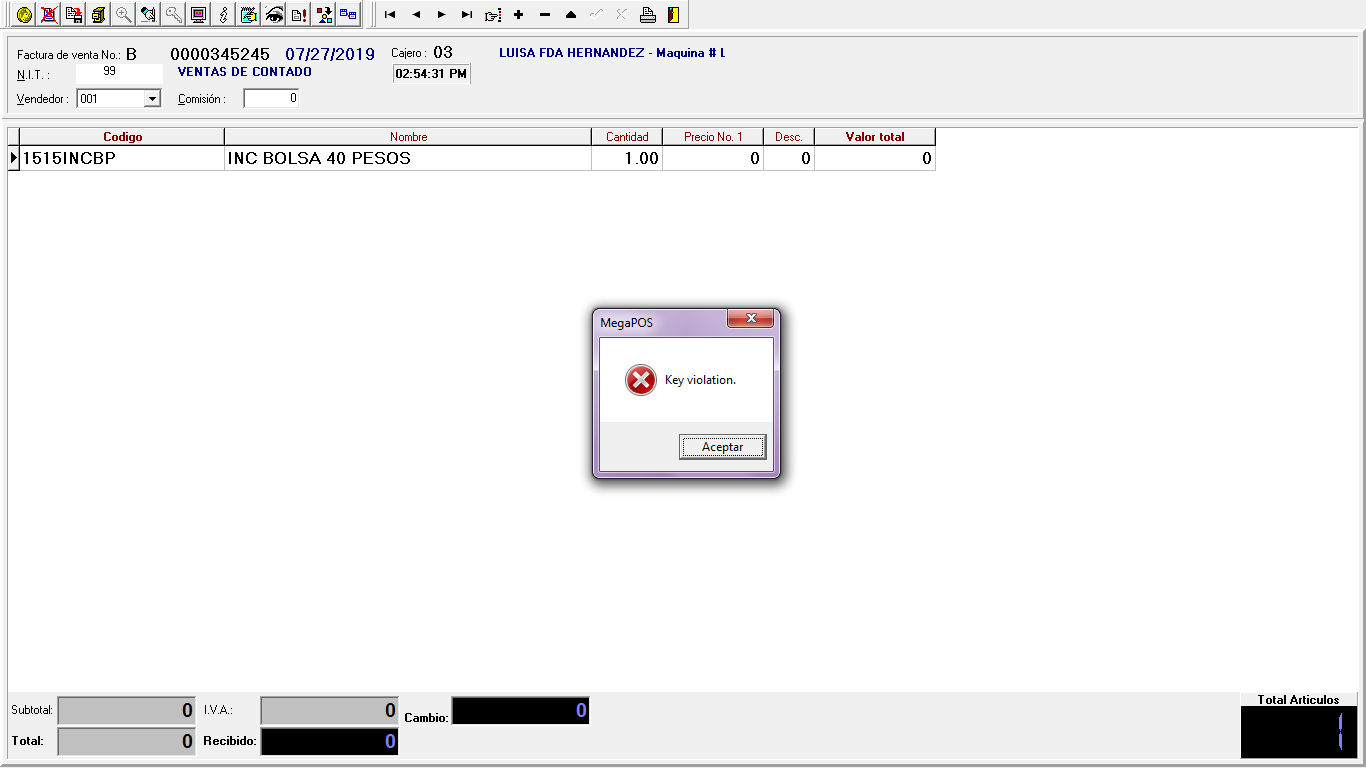 Factura de venta No.: B 0000345245 07/27/2019 Cajero : 03 LUISA FDA HERNANDEZ - Maquina # L
N.I.T. : 99 VENTAS DE CONTADO 02:54:31 PM
Vendedor : 001 Comisión : 0
Codigo Nombre Cantidad Precio No. 1 Desc. Valor total
1515INCBP INC BOLSA 40 PESOS 1.00 0 0 0
MegaPOS
Key violation.
Aceptar
Subtotal: 0 I.V.A.: 0 Cambio: 0 Total Articulos
Total: 0 Recibido: 0 1